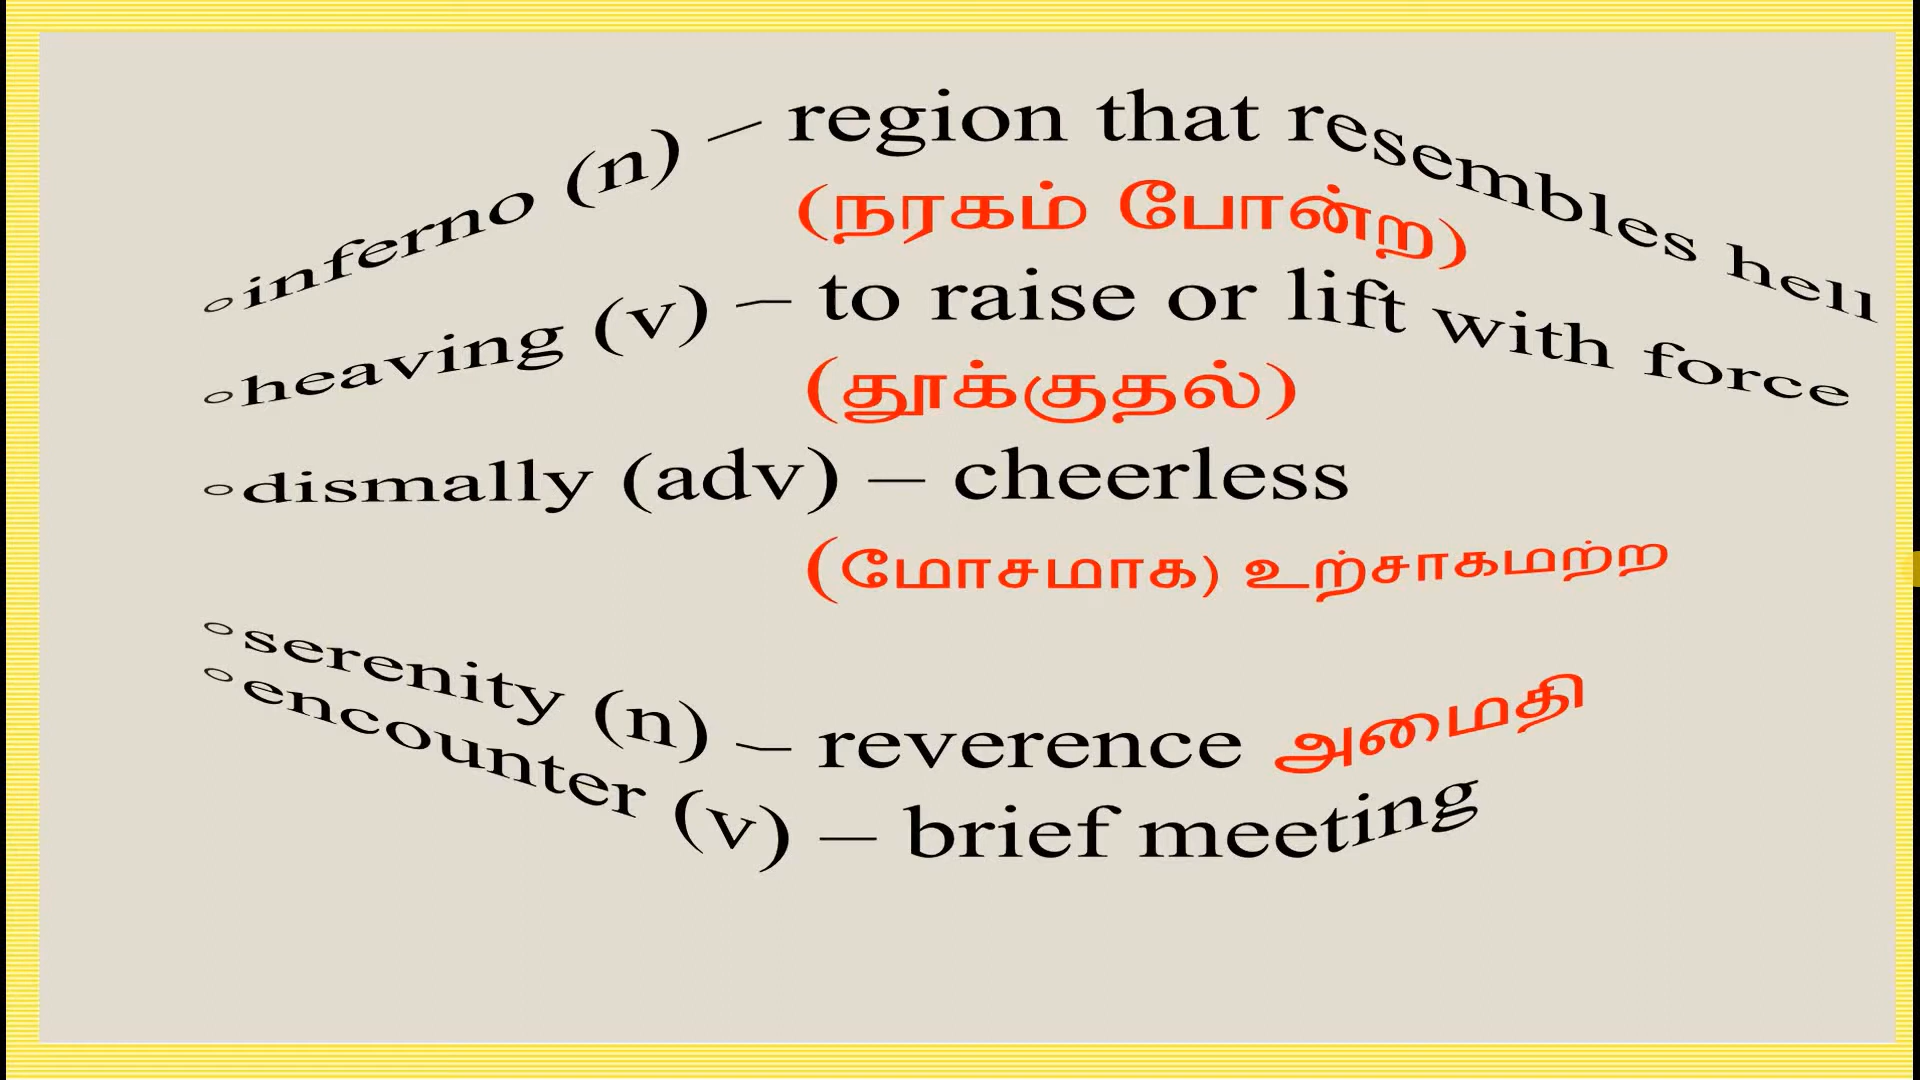 ◦inferno (n) – region that resembles hell
(நரகம் போன்ற)
◦heaving (v) – to raise or lift with force
(தூக்குதல்)
◦dismally (adv) – cheerless
(மோசமாக) உற்சாகமற்ற
◦serenity (n) – reverence அமைதி
◦encounter (v) – brief meeting